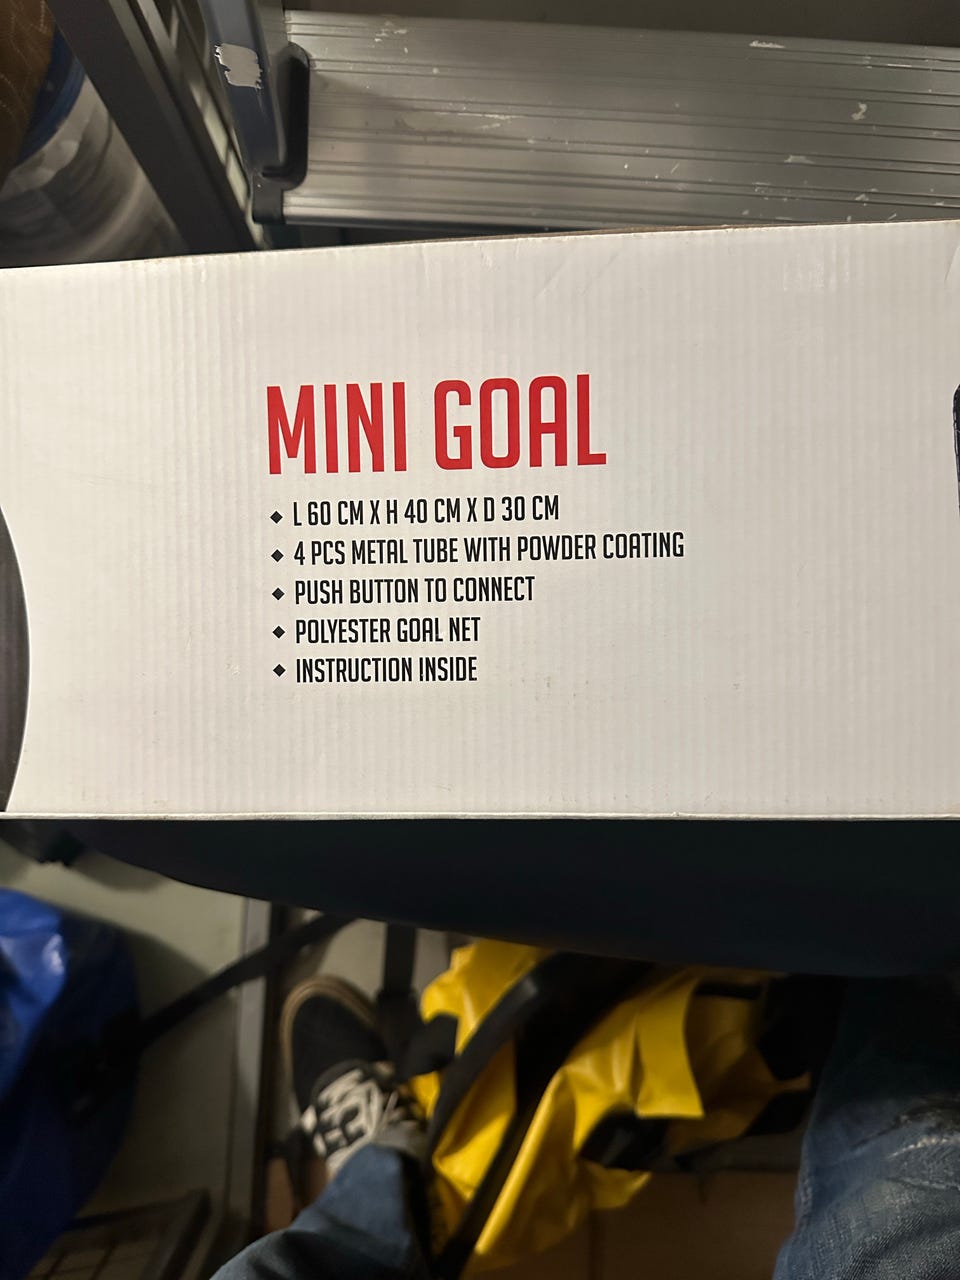 MINI GOAL
◆ L 60 CM X H 40 CM X D 30 CM
◆ 4 PCS METAL TUBE WITH POWDER COATING
◆ PUSH BUTTON TO CONNECT
◆ POLYESTER GOAL NET
◆ INSTRUCTION INSIDE